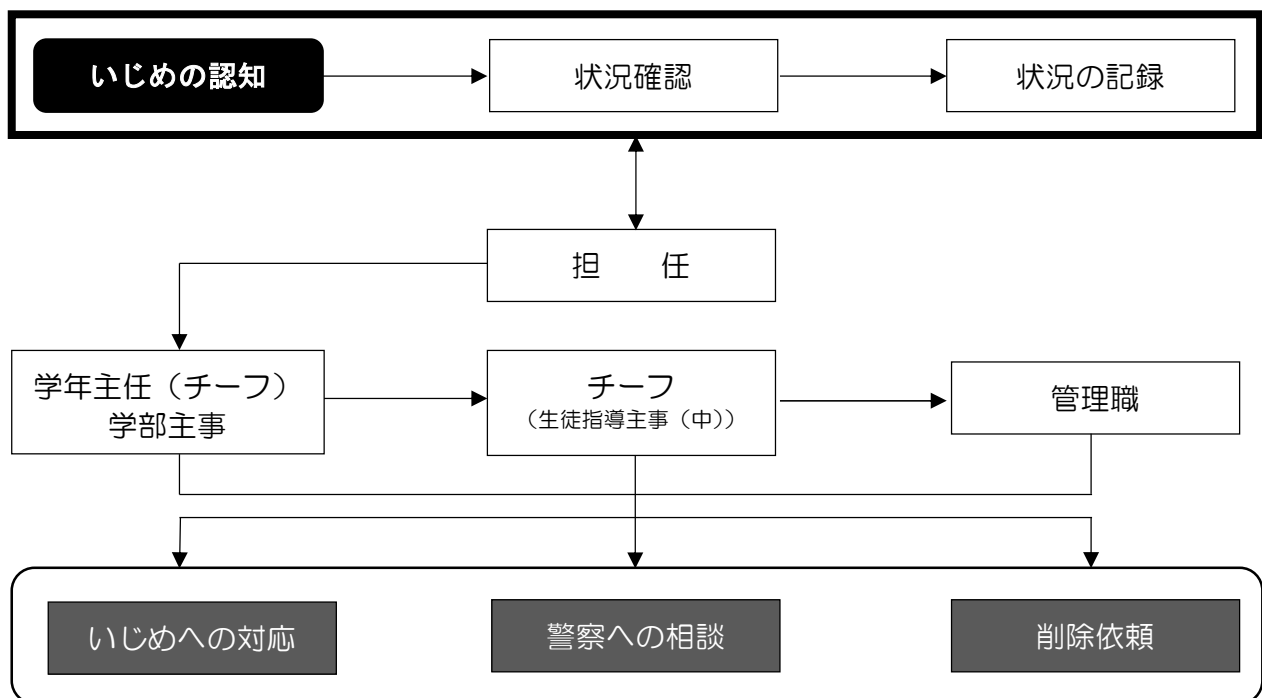 いじめの認知
状況確認
状況の記録
担　　任
学年主任（チーフ）
学部主事
チーフ
（生徒指導主事（中））
管理職
いじめへの対応
警察への相談
削除依頼